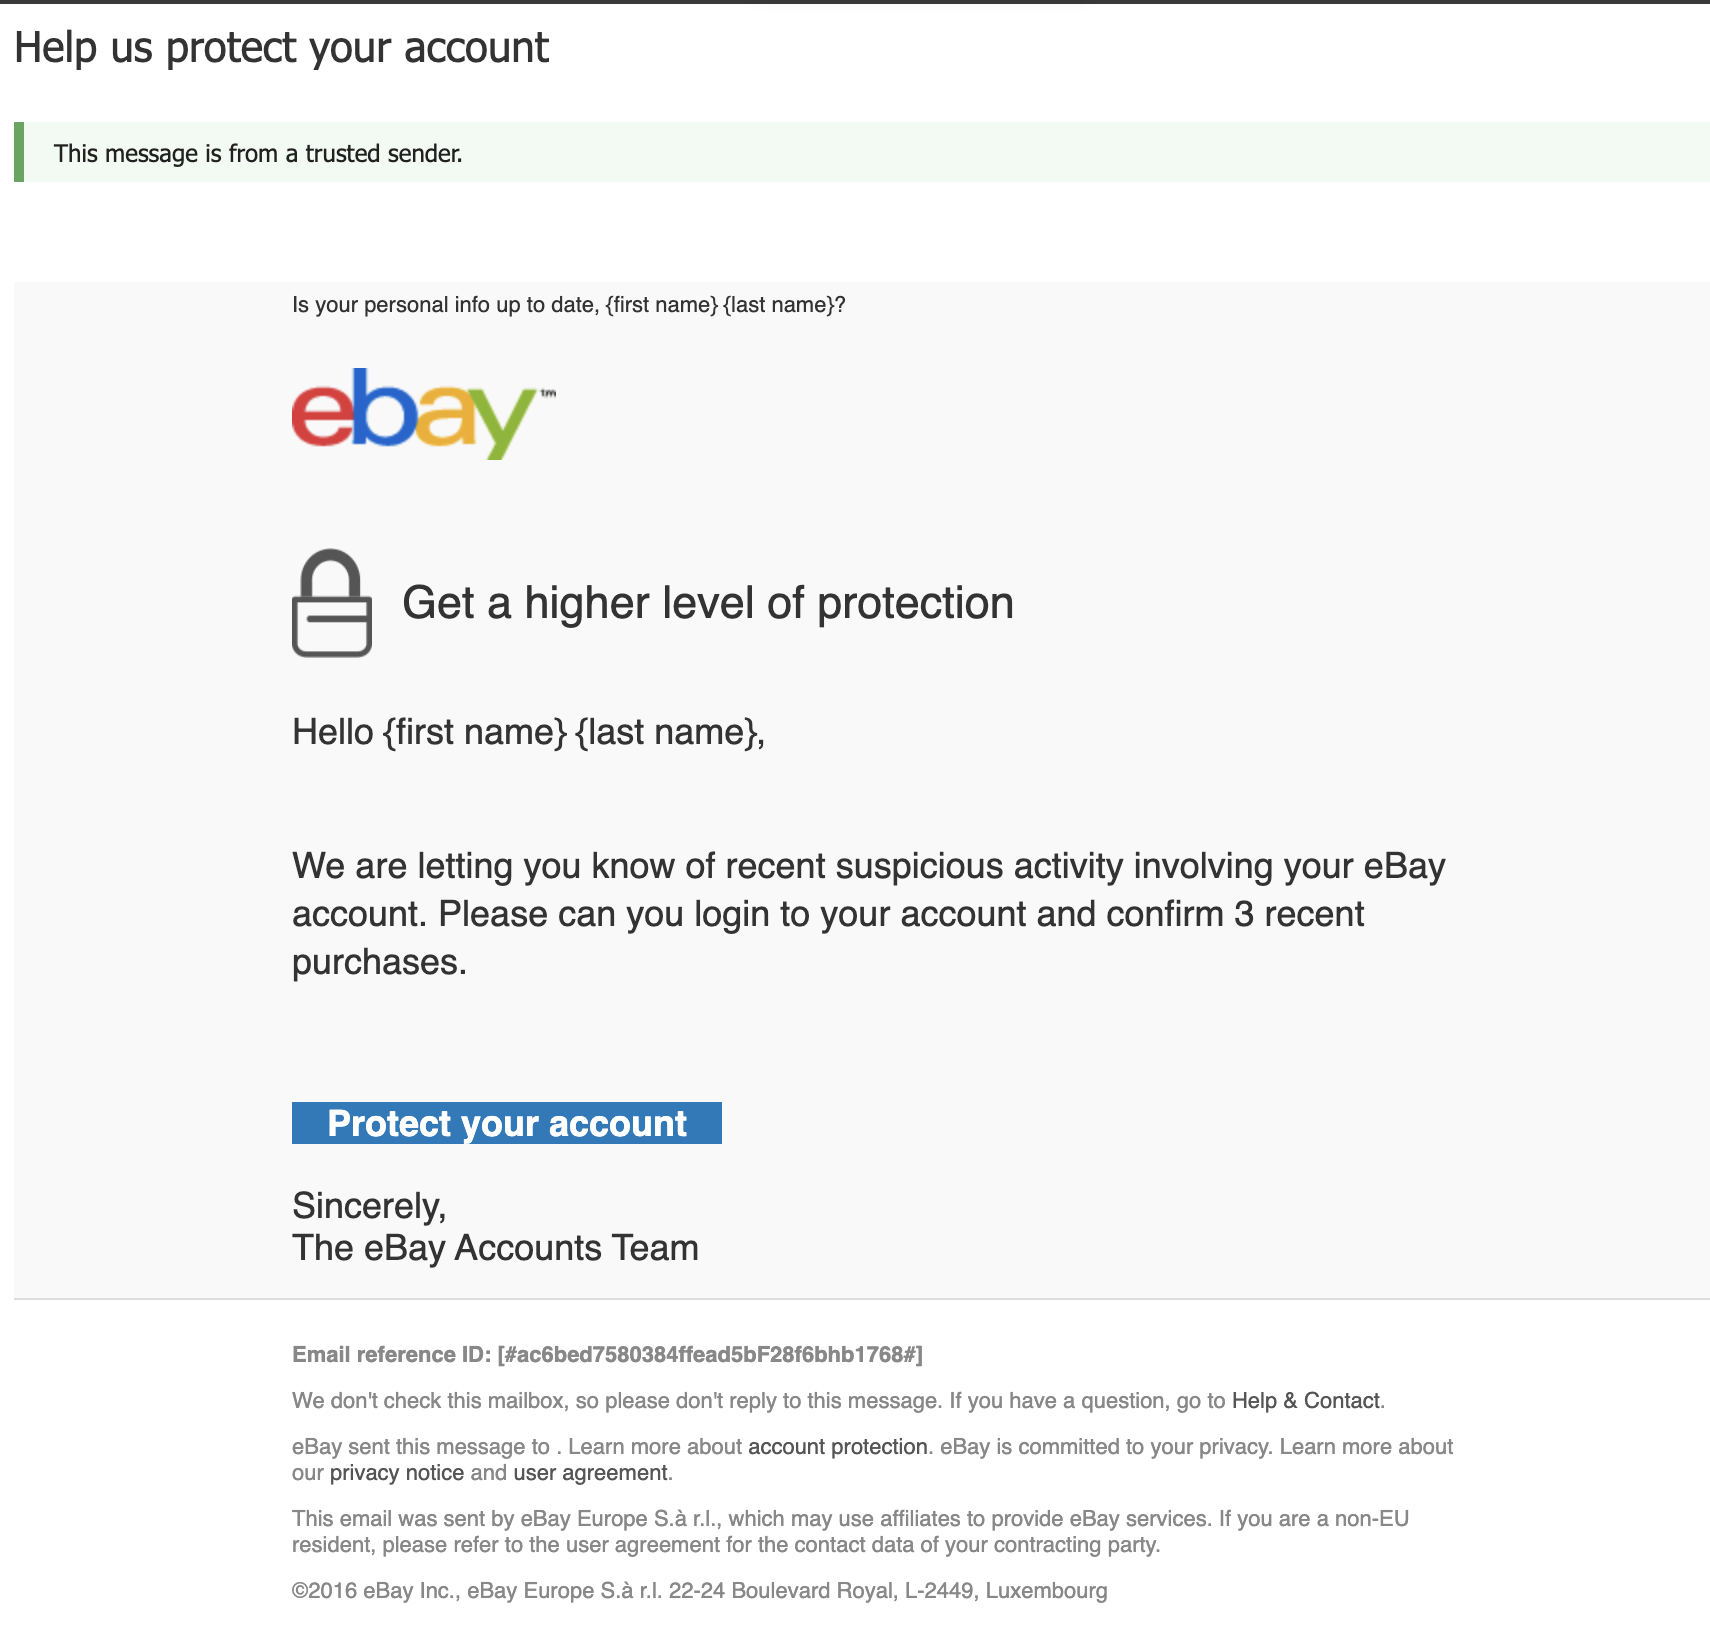 Help us protect your account
This message is from a trusted sender.
Is your personal info up to date, {first name} {last name}?
ebay™
Get a higher level of protection
Hello {first name} {last name},
We are letting you know of recent suspicious activity involving your eBay
account. Please can you login to your account and confirm 3 recent
purchases.
Protect your account
Sincerely,
The eBay Accounts Team
Email reference ID: [#ac6bed7580384ffead5bF28f6bhb1768#]
We don't check this mailbox, so please don't reply to this message. If you have a question, go to Help & Contact.
eBay sent this message to . Learn more about account protection. eBay is committed to your privacy. Learn more about
our privacy notice and user agreement.
This email was sent by eBay Europe S.à r.l., which may use affiliates to provide eBay services. If you are a non-EU
resident, please refer to the user agreement for the contact data of your contracting party.
©2016 eBay Inc., eBay Europe S.à r.l. 22-24 Boulevard Royal, L-2449, Luxembourg